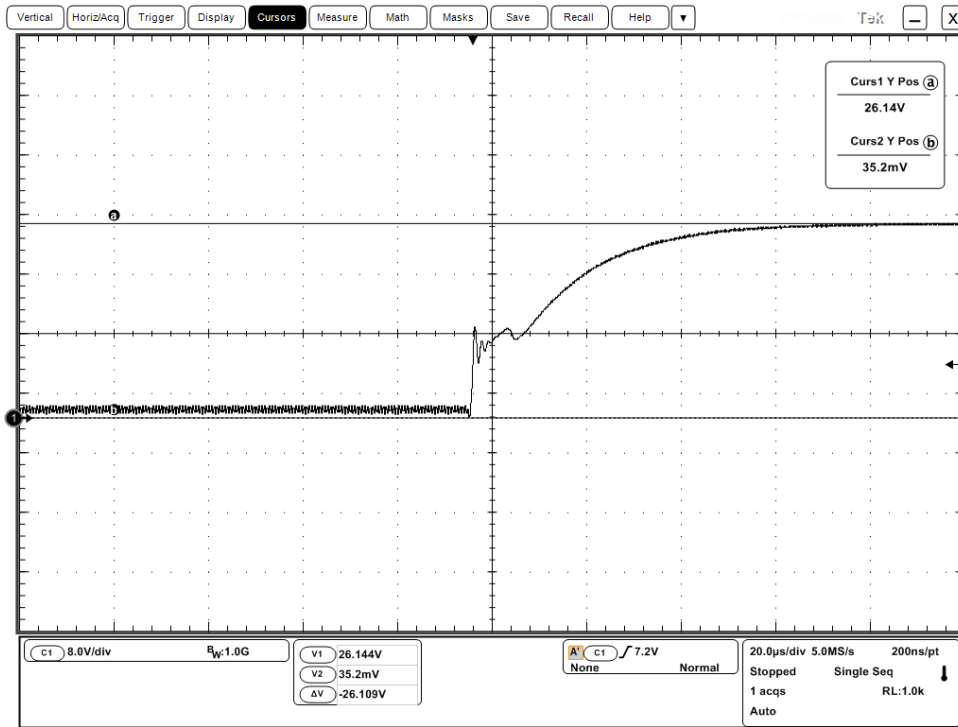 Vertical Horiz/Acq Trigger Display Cursors Measure Math Masks Save Recall Help ▼ Tek X
Curs1 Y Pos a
26.14V
Curs2 Y Pos b
35.2mV
a
b
1
C1 8.0V/div BW:1.0G
V1 26.144V
V2 35.2mV
ΔV -26.109V
A' C1 7.2V
None Normal
20.0µs/div 5.0MS/s 200ns/pt
Stopped Single Seq
1 acqs RL:1.0k
Auto